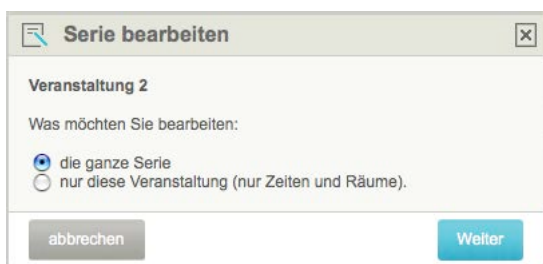 Serie bearbeiten
Veranstaltung 2
Was möchten Sie bearbeiten:
die ganze Serie
nur diese Veranstaltung (nur Zeiten und Räume).
abbrechen
Weiter